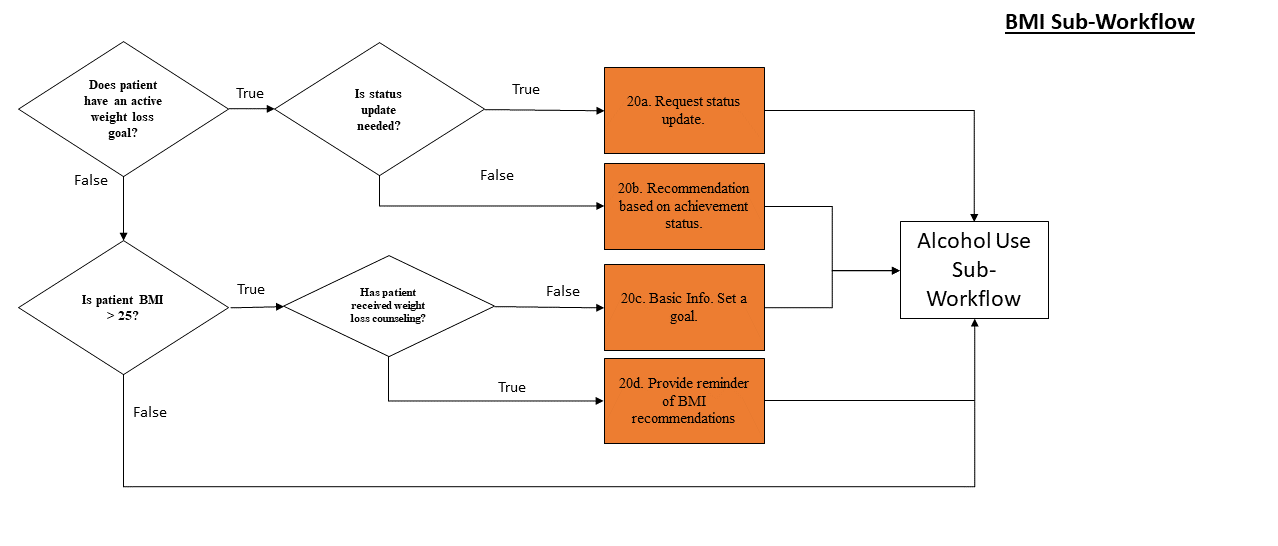 BMI Sub-Workflow
Does patient
have an active
weight loss
goal?
True
Is status
update
needed?
True
20a. Request status
update.
False
False
20b. Recommendation
based on achievement
status.
Alcohol Use
Sub-
Workflow
Is patient BMI
> 25?
True
Has patient
received weight
loss counseling?
False
20c. Basic Info. Set a
goal.
True
20d. Provide reminder
of BMI
recommendations
False